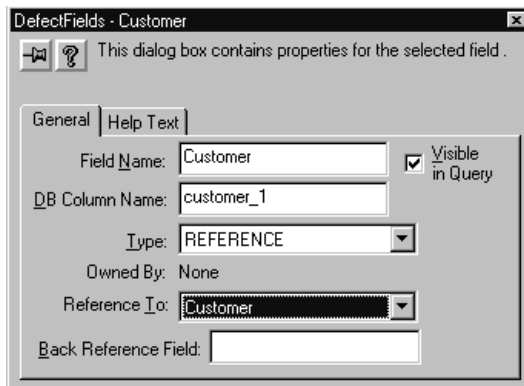 DefectFields - Customer
This dialog box contains properties for the selected field .
General Help Text
Field Name: Customer Visible in Query
DB Column Name: customer_1
Type: REFERENCE
Owned By: None
Reference To: Customer
Back Reference Field: